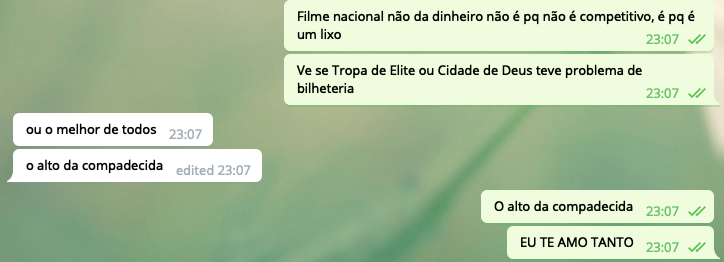 Filme nacional não da dinheiro não é pq não é competitivo, é pq é
um lixo
23:07
Ve se Tropa de Elite ou Cidade de Deus teve problema de
bilheteria
23:07
ou o melhor de todos 23:07
o alto da compadecida edited 23:07
O alto da compadecida 23:07
EU TE AMO TANTO 23:07